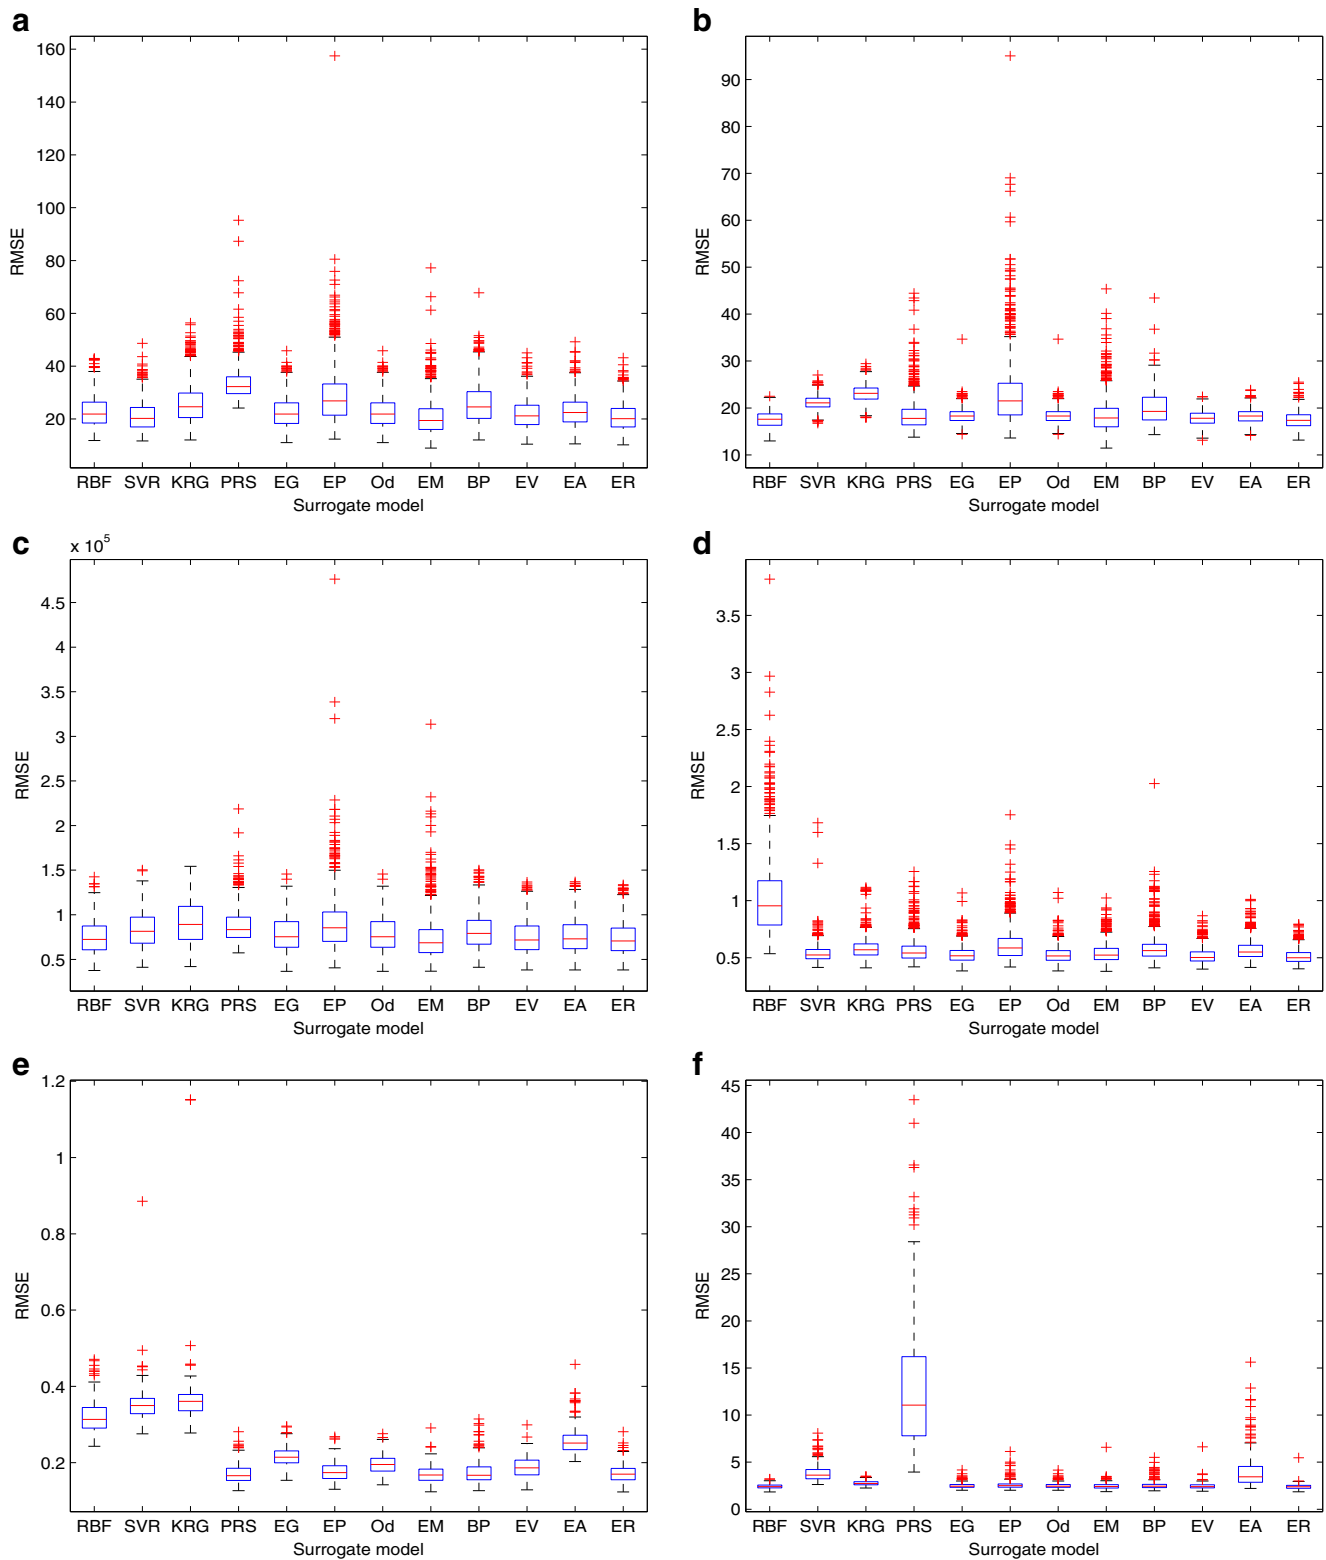 a
160
140
120
100
80
60
40
20
RMSE
RBF SVR KRG PRS EG EP Od EM BP EV EA ER
Surrogate model
b
90
80
70
60
50
40
30
20
10
RMSE
RBF SVR KRG PRS EG EP Od EM BP EV EA ER
Surrogate model
c
x 10^5
4.5
4
3.5
3
2.5
2
1.5
1
0.5
RMSE
RBF SVR KRG PRS EG EP Od EM BP EV EA ER
Surrogate model
d
3.5
3
2.5
2
1.5
1
0.5
RMSE
RBF SVR KRG PRS EG EP Od EM BP EV EA ER
Surrogate model
e
1.2
1
0.8
0.6
0.4
0.2
RMSE
RBF SVR KRG PRS EG EP Od EM BP EV EA ER
Surrogate model
f
45
40
35
30
25
20
15
10
5
0
RMSE
RBF SVR KRG PRS EG EP Od EM BP EV EA ER
Surrogate model